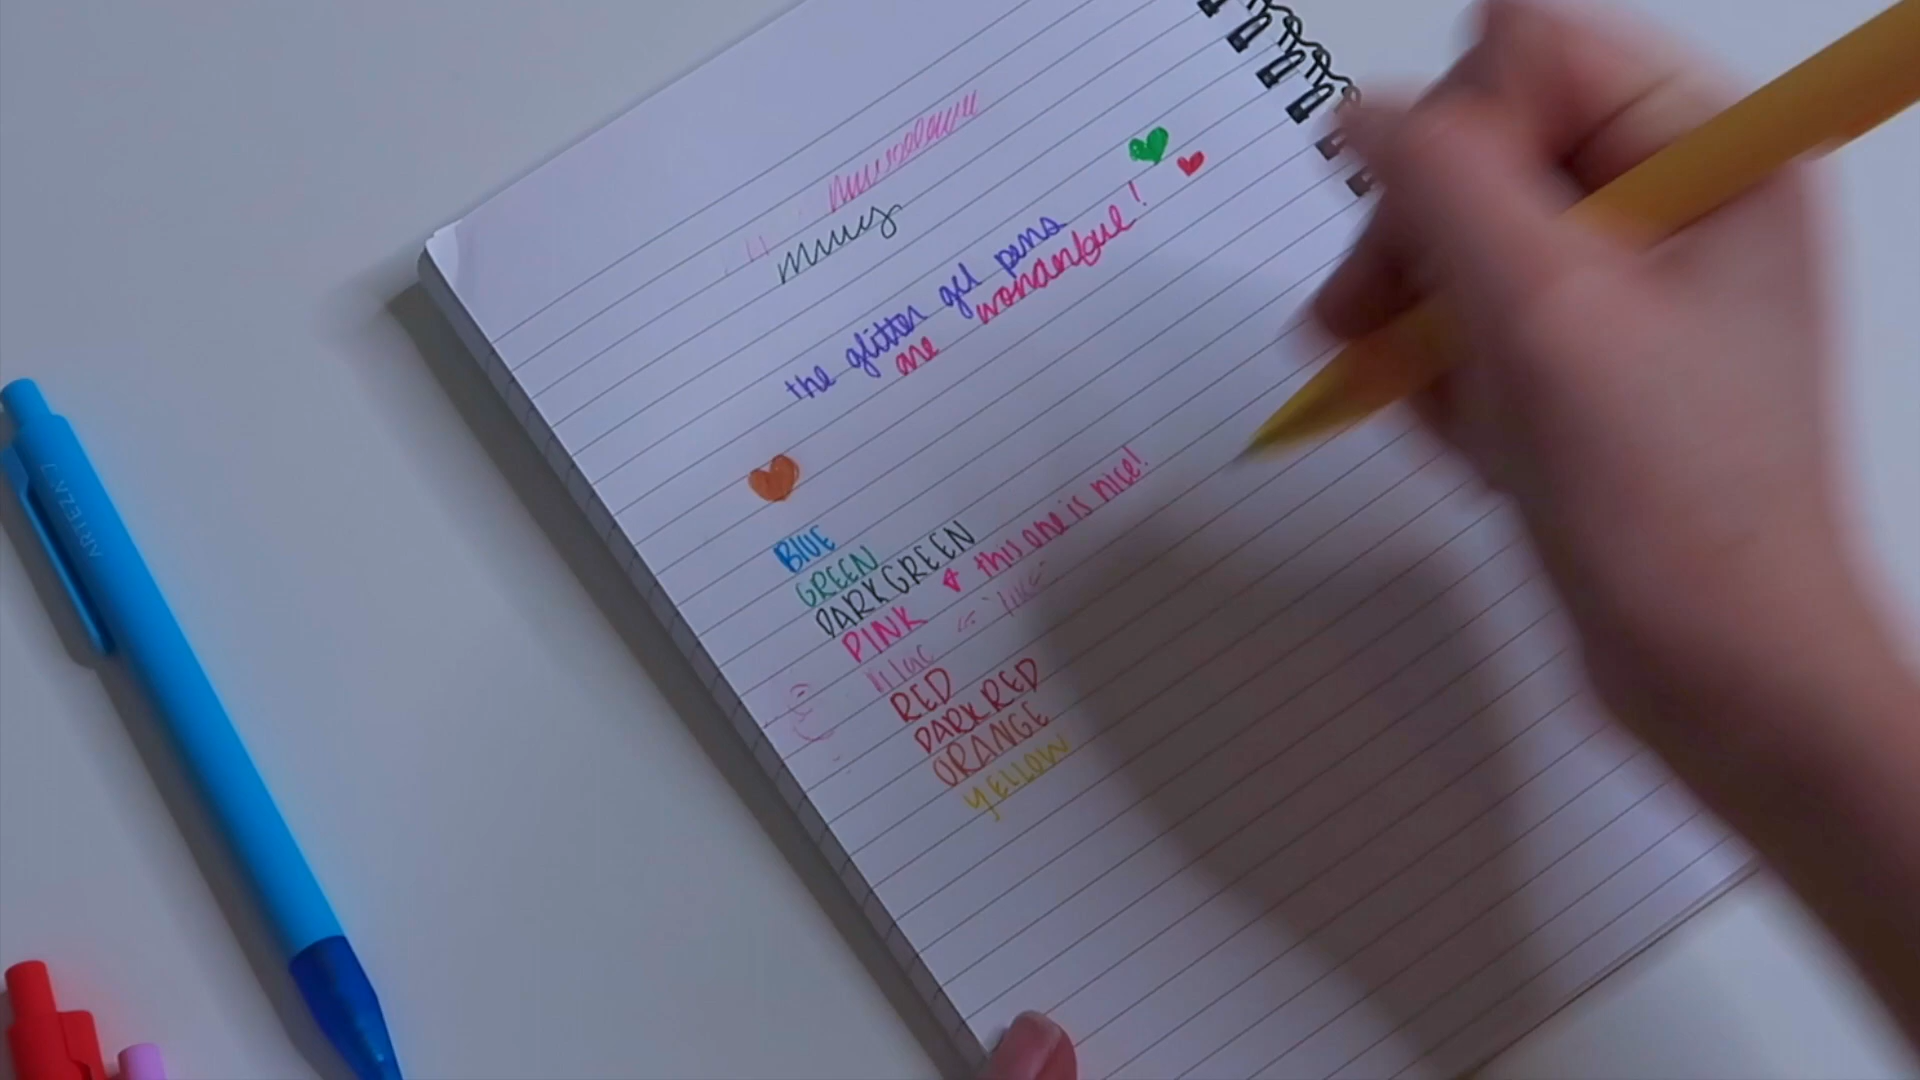 the glitter gel pens
are wonderful!
BLUE
GREEN
DARK GREEN
PINK & this one is nice!
lilac
RED
DARK RED
ORANGE
YELLOW
ARTEZA